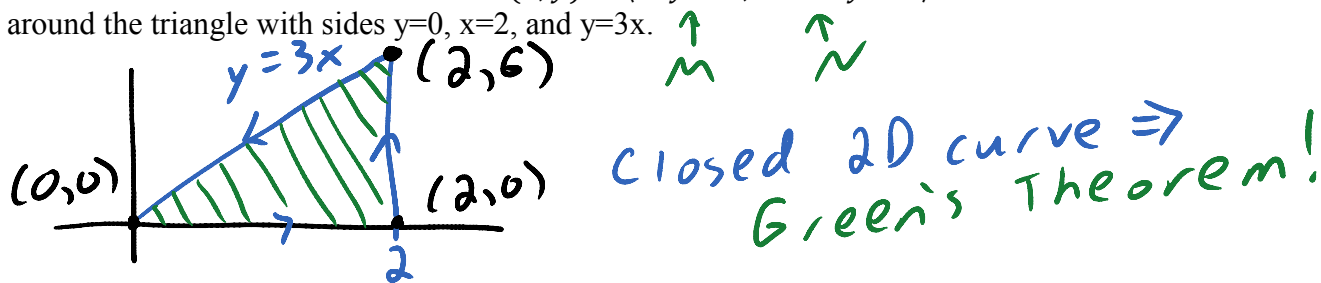 around the triangle with sides y=0, x=2, and y=3x.
y = 3x
(2,6)
M
N
(0,0)
(2,0)
2
Closed 2D curve ⇒
Green's Theorem!